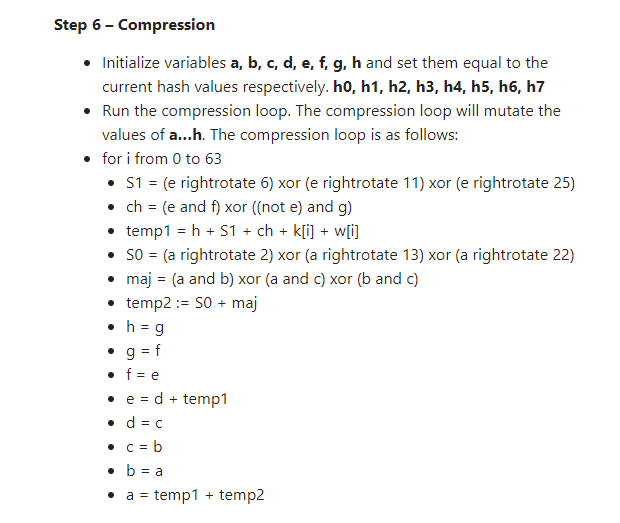 Step 6 – Compression
Initialize variables a, b, c, d, e, f, g, h and set them equal to the
current hash values respectively. h0, h1, h2, h3, h4, h5, h6, h7
Run the compression loop. The compression loop will mutate the
values of a...h. The compression loop is as follows:
for i from 0 to 63
S1 = (e rightrotate 6) xor (e rightrotate 11) xor (e rightrotate 25)
ch = (e and f) xor ((not e) and g)
temp1 = h + S1 + ch + k[i] + w[i]
S0 = (a rightrotate 2) xor (a rightrotate 13) xor (a rightrotate 22)
maj = (a and b) xor (a and c) xor (b and c)
temp2 := S0 + maj
h = g
g = f
f = e
e = d + temp1
d = c
c = b
b = a
a = temp1 + temp2